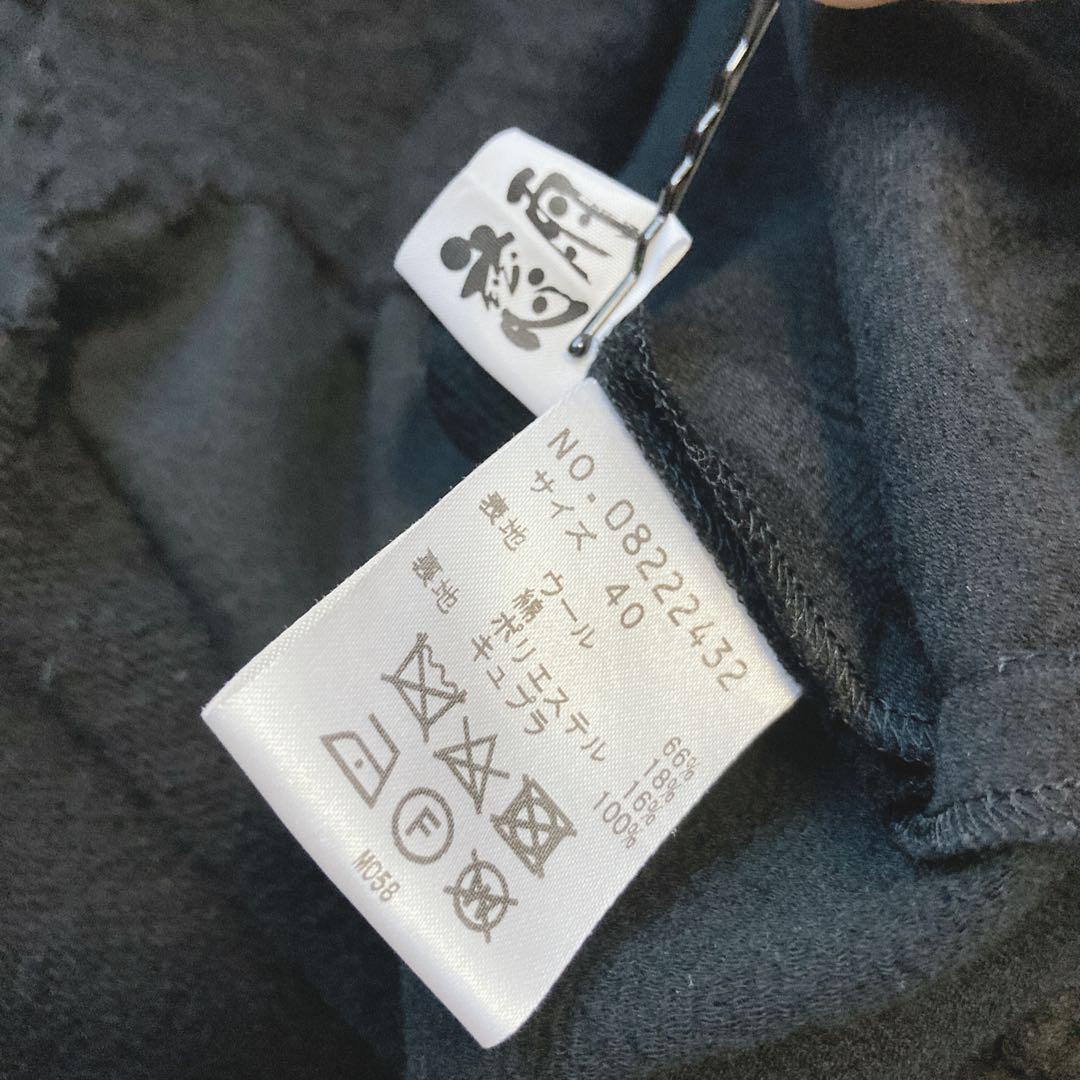 NO.08222432
サイズ 40
表地 ウール 66%
綿 18%
ポリエステル 16%
裏地 キュプラ 100%
F
W
M058